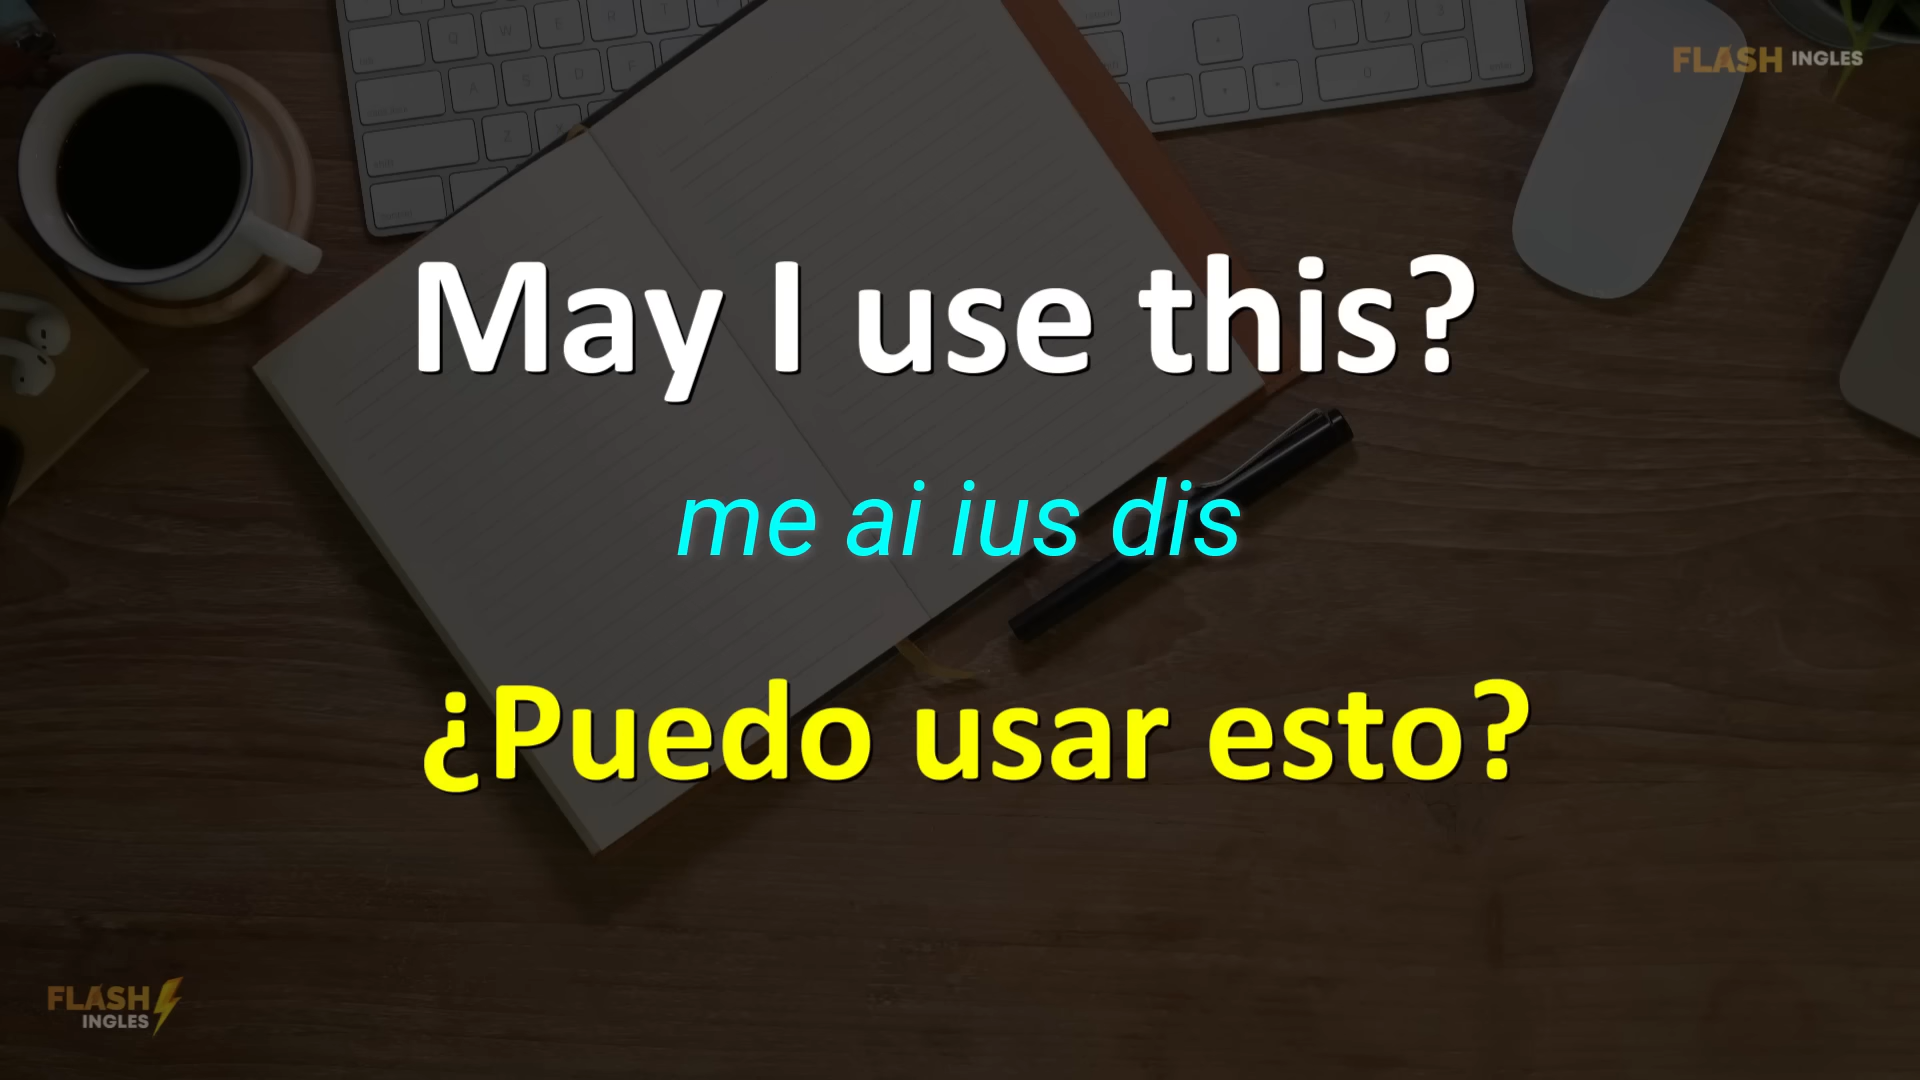 FLASH INGLES
May I use this?
me ai ius dis
¿Puedo usar esto?
FLASH
INGLES